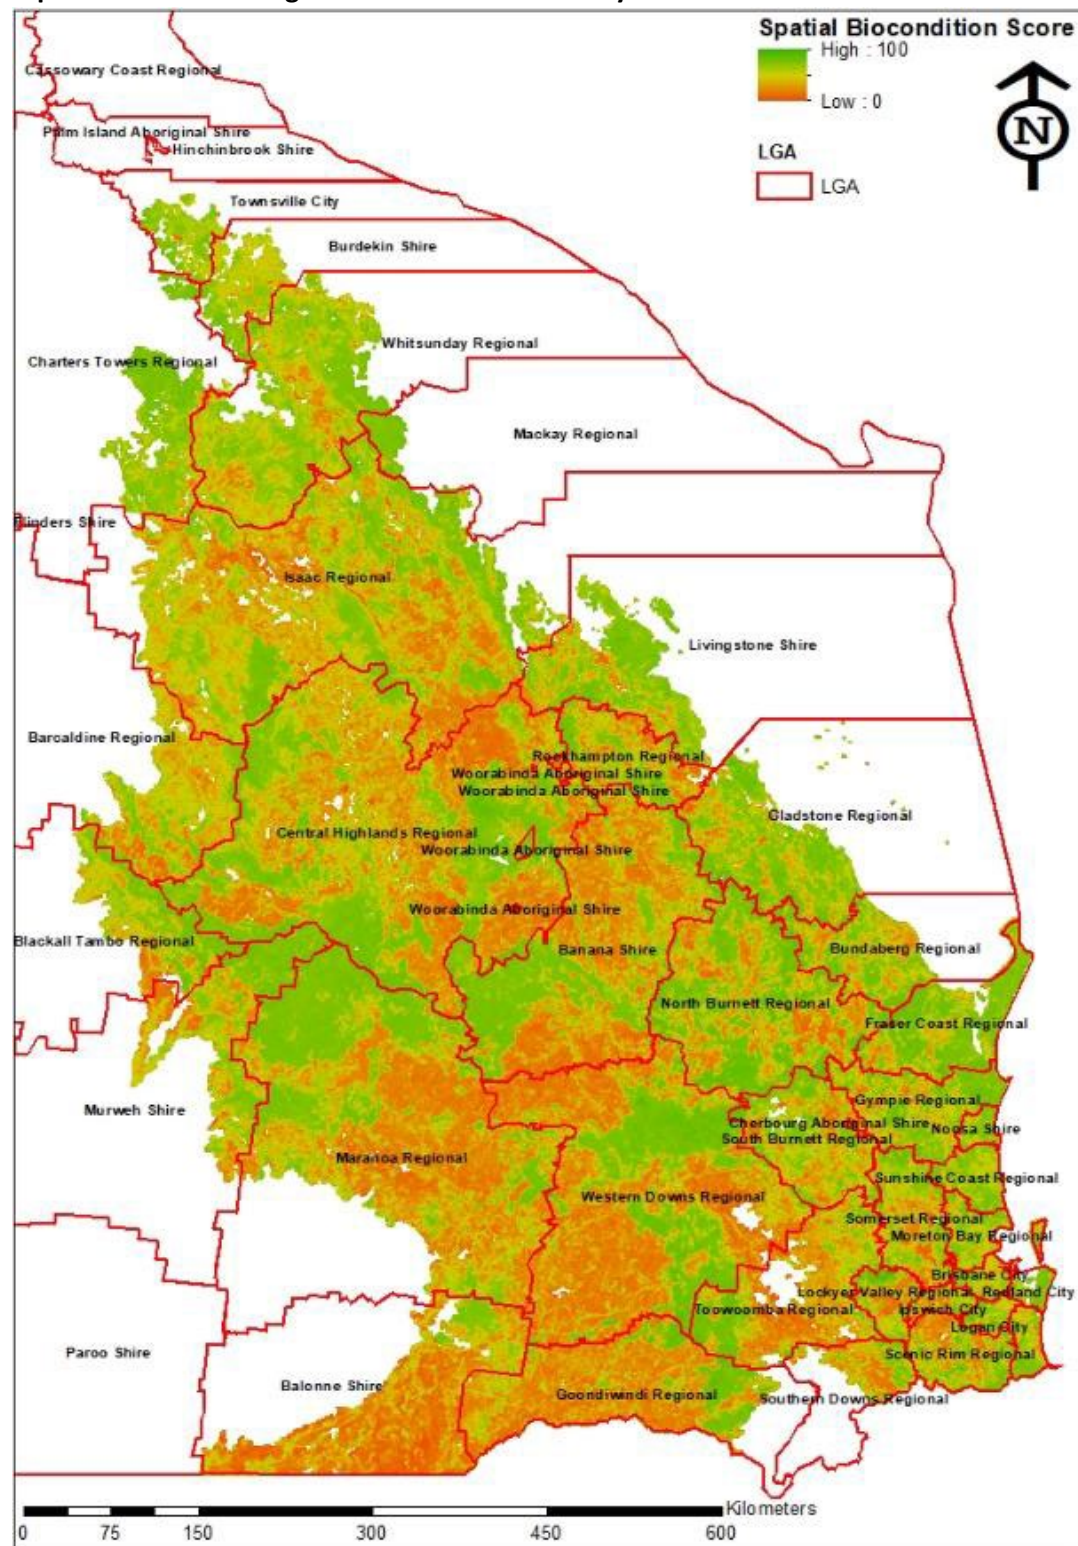 Spatial Biocondition Score
High : 100
Low : 0
N
LGA
LGA
Cassowary Coast Regional
Palm Island Aboriginal Shire
Hinchinbrook Shire
Townsville City
Burdekin Shire
Whitsunday Regional
Charters Towers Regional
Mackay Regional
Flinders Shire
Isaac Regional
Livingstone Shire
Barcaldine Regional
Rockhampton Regional
Woorabinda Aboriginal Shire
Woorabinda Aboriginal Shire
Gladstone Regional
Central Highlands Regional
Woorabinda Aboriginal Shire
Woorabinda Aboriginal Shire
Blackall Tambo Regional
Banana Shire
Bundaberg Regional
North Burnett Regional
Fraser Coast Regional
Murweh Shire
Gympie Regional
Cherbourg Aboriginal Shire
Noosa Shire
South Burnett Regional
Maranoa Regional
Sunshine Coast Regional
Western Downs Regional
Somerset Regional
Moreton Bay Regional
Brisbane City
Lockyer Valley Regional
Redland City
Toowoomba Regional
Ipswich City
Logan City
Paroo Shire
Scenic Rim Regional
Balonne Shire
Goondiwindi Regional
Southern Downs Regional
Kilometers
0 75 150 300 450 600